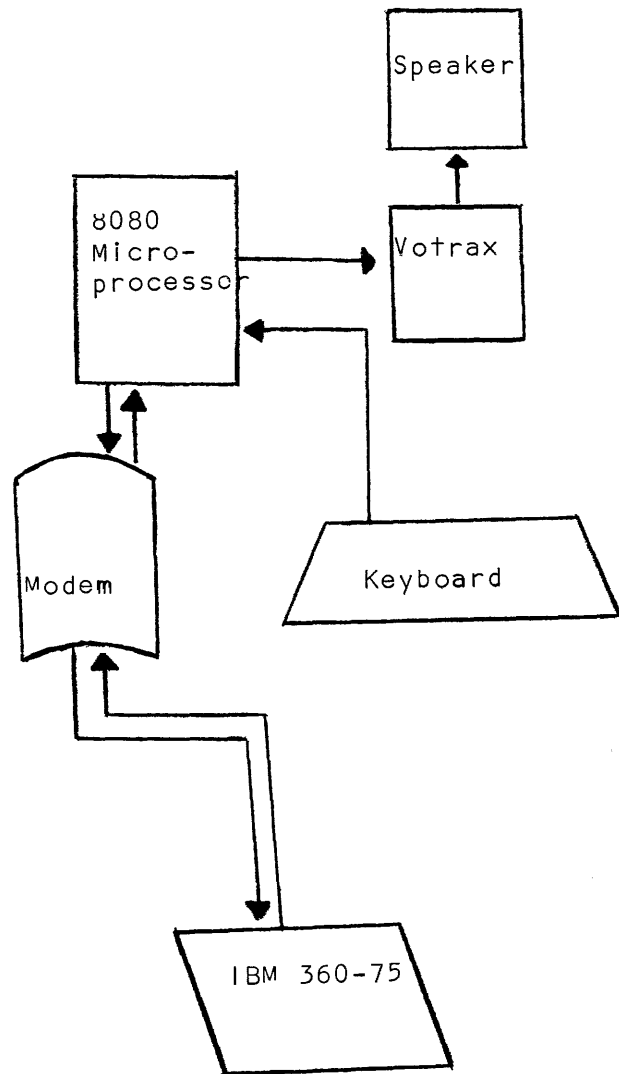 Speaker
8080
Micro-
processor
Votrax
Keyboard
Modem
IBM 360-75